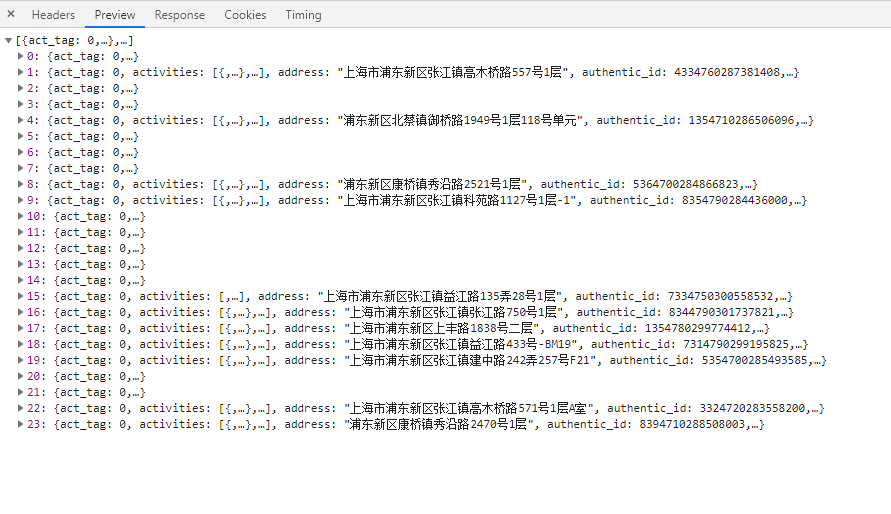 × Headers Preview Response Cookies Timing
▼[{act_tag: 0,…},…]
▶0: {act_tag: 0,…}
▶1: {act_tag: 0, activities: [{,…},…], address: "上海市浦东新区张江镇高木桥路557号1层", authentic_id: 4334760287381408,…}
▶2: {act_tag: 0,…}
▶3: {act_tag: 0,…}
▶4: {act_tag: 0, activities: [{,…},…], address: "浦东新区北蔡镇御桥路1949号1层118号单元", authentic_id: 1354710286506096,…}
▶5: {act_tag: 0,…}
▶6: {act_tag: 0,…}
▶7: {act_tag: 0,…}
▶8: {act_tag: 0, activities: [{,…},…], address: "浦东新区康桥镇秀沿路2521号1层", authentic_id: 5364700284866823,…}
▶9: {act_tag: 0, activities: [{,…},…], address: "上海市浦东新区张江镇科苑路1127号1层-1", authentic_id: 8354790284436000,…}
▶10: {act_tag: 0,…}
▶11: {act_tag: 0,…}
▶12: {act_tag: 0,…}
▶13: {act_tag: 0,…}
▶14: {act_tag: 0,…}
▶15: {act_tag: 0, activities: [,…], address: "上海市浦东新区张江镇益江路135弄28号1层", authentic_id: 7334750300558532,…}
▶16: {act_tag: 0, activities: [{,…},…], address: "上海市浦东新区张江镇张江路750号1层", authentic_id: 8344790301737821,…}
▶17: {act_tag: 0, activities: [{,…},…], address: "上海市浦东新区上丰路1838号二层", authentic_id: 1354780299774412,…}
▶18: {act_tag: 0, activities: [{,…},…], address: "上海市浦东新区张江镇益江路433号-BM19", authentic_id: 7314790299195825,…}
▶19: {act_tag: 0, activities: [{,…},…], address: "上海市浦东新区张江镇建中路242弄257号F21", authentic_id: 5354700285493585,…}
▶20: {act_tag: 0,…}
▶21: {act_tag: 0,…}
▶22: {act_tag: 0, activities: [{,…},…], address: "上海市浦东新区张江镇高木桥路571号1层A室", authentic_id: 3324720283558200,…}
▶23: {act_tag: 0, activities: [{,…},…], address: "浦东新区康桥镇秀沿路2470号1层", authentic_id: 8394710288508003,…}